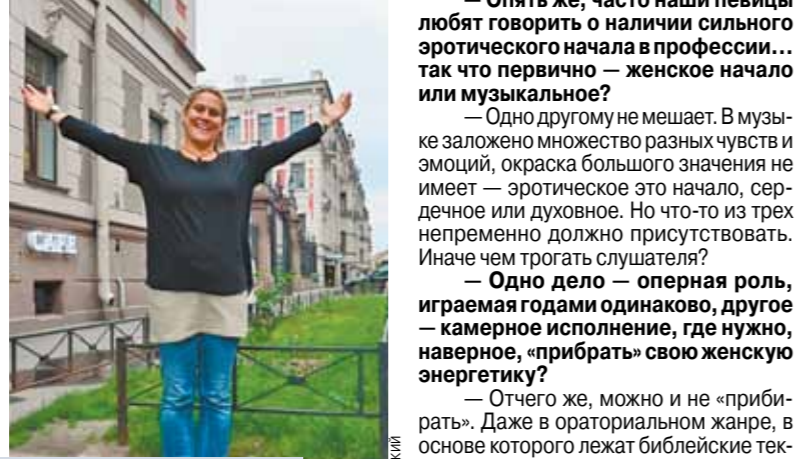 — Опять же, часто наши певицы
любят говорить о наличии сильного
эротического начала в профессии…
так что первично — женское начало
или музыкальное?
— Одно другому не мешает. В музы-
ке заложено множество разных чувств и
эмоций, окраска большого значения не
имеет — эротическое это начало, сер-
дечное или духовное. Но что-то из трех
непременно должно присутствовать.
Иначе чем трогать слушателя?
— Одно дело — оперная роль,
играемая годами одинаково, другое
— камерное исполнение, где нужно,
наверное, «прибрать» свою женскую
энергетику?
— Отчего же, можно и не «приби-
рать». Даже в ораториальном жанре, в
основе которого лежат библейские тек-
КИЙ